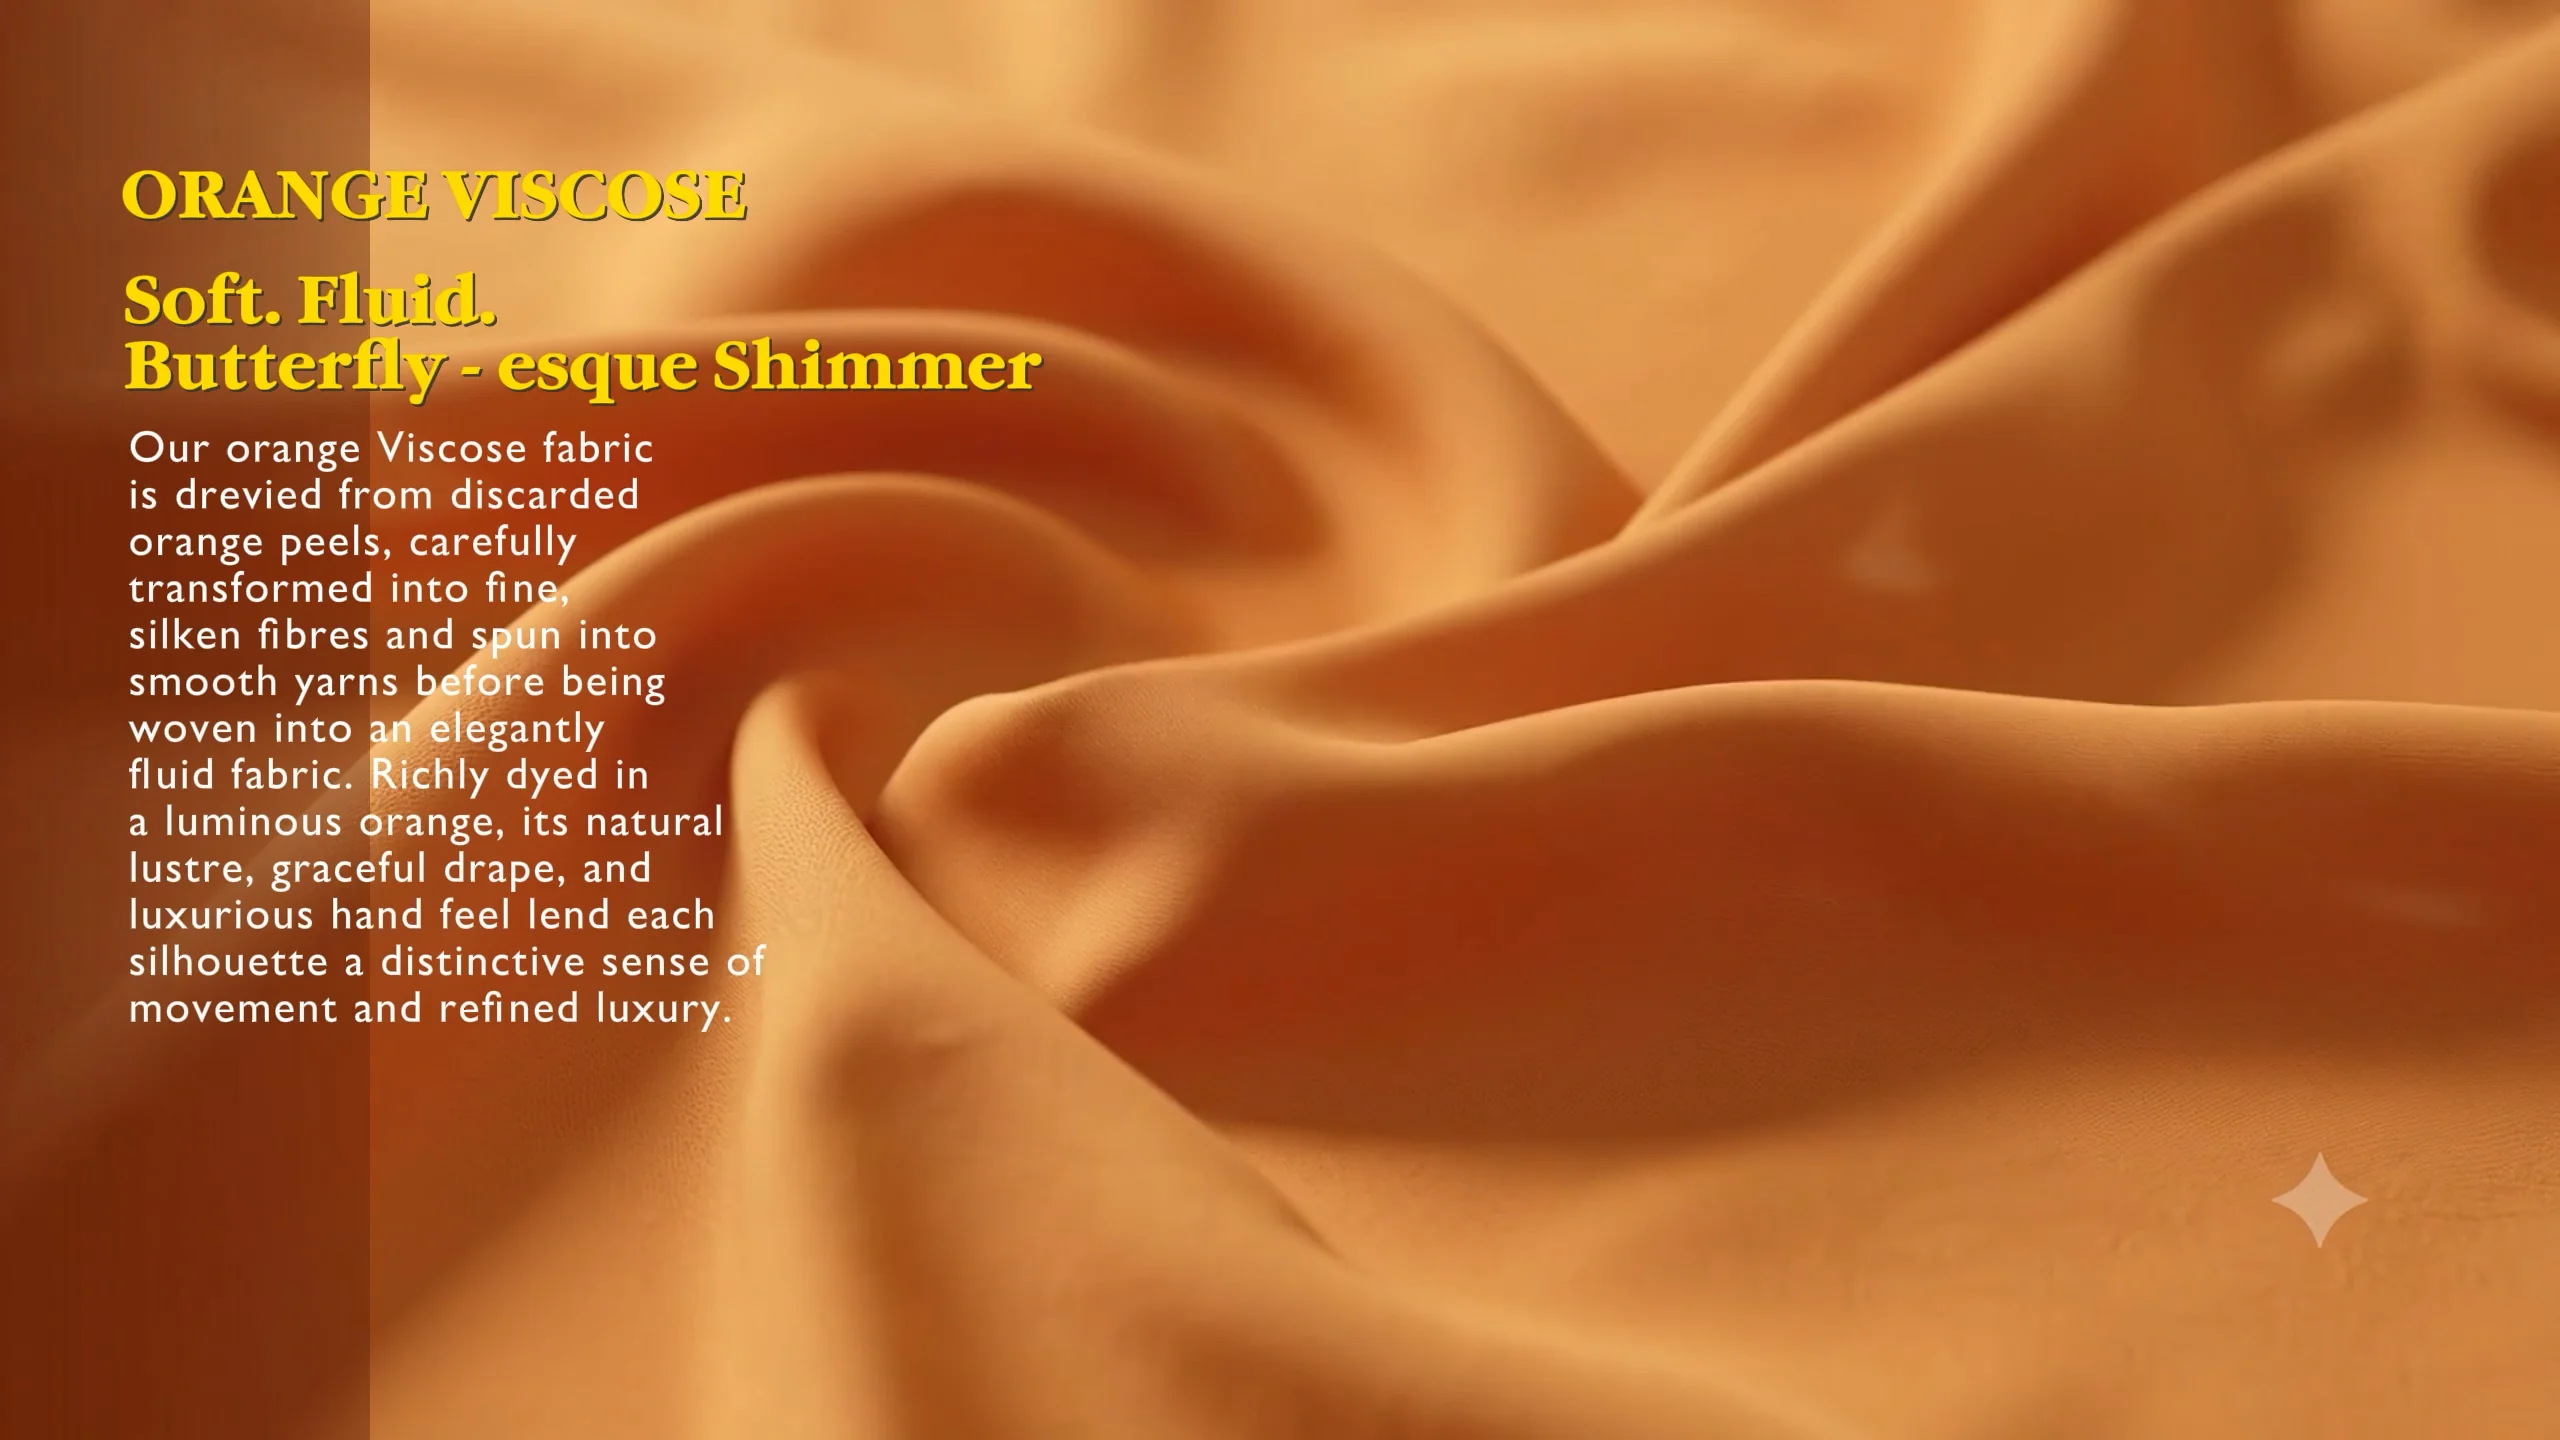 ORANGE VISCOSE
Soft. Fluid.
Butterfly - esque Shimmer
Our orange Viscose fabric
is drevied from discarded
orange peels, carefully
transformed into fine,
silken fibres and spun into
smooth yarns before being
woven into an elegantly
fluid fabric. Richly dyed in
a luminous orange, its natural
lustre, graceful drape, and
luxurious hand feel lend each
silhouette a distinctive sense of
movement and refined luxury.